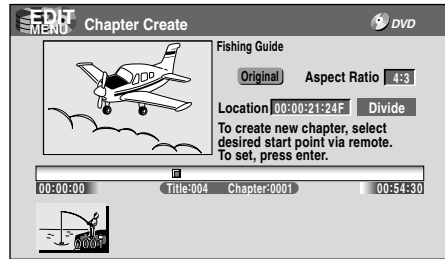 EDIT
MENU
Chapter Create
DVD
Fishing Guide
Original Aspect Ratio 4:3
Location 00:00:21:24F Divide
To create new chapter, select
desired start point via remote.
To set, press enter.
00:00:00 Title:004 Chapter:0001 00:54:30
0001